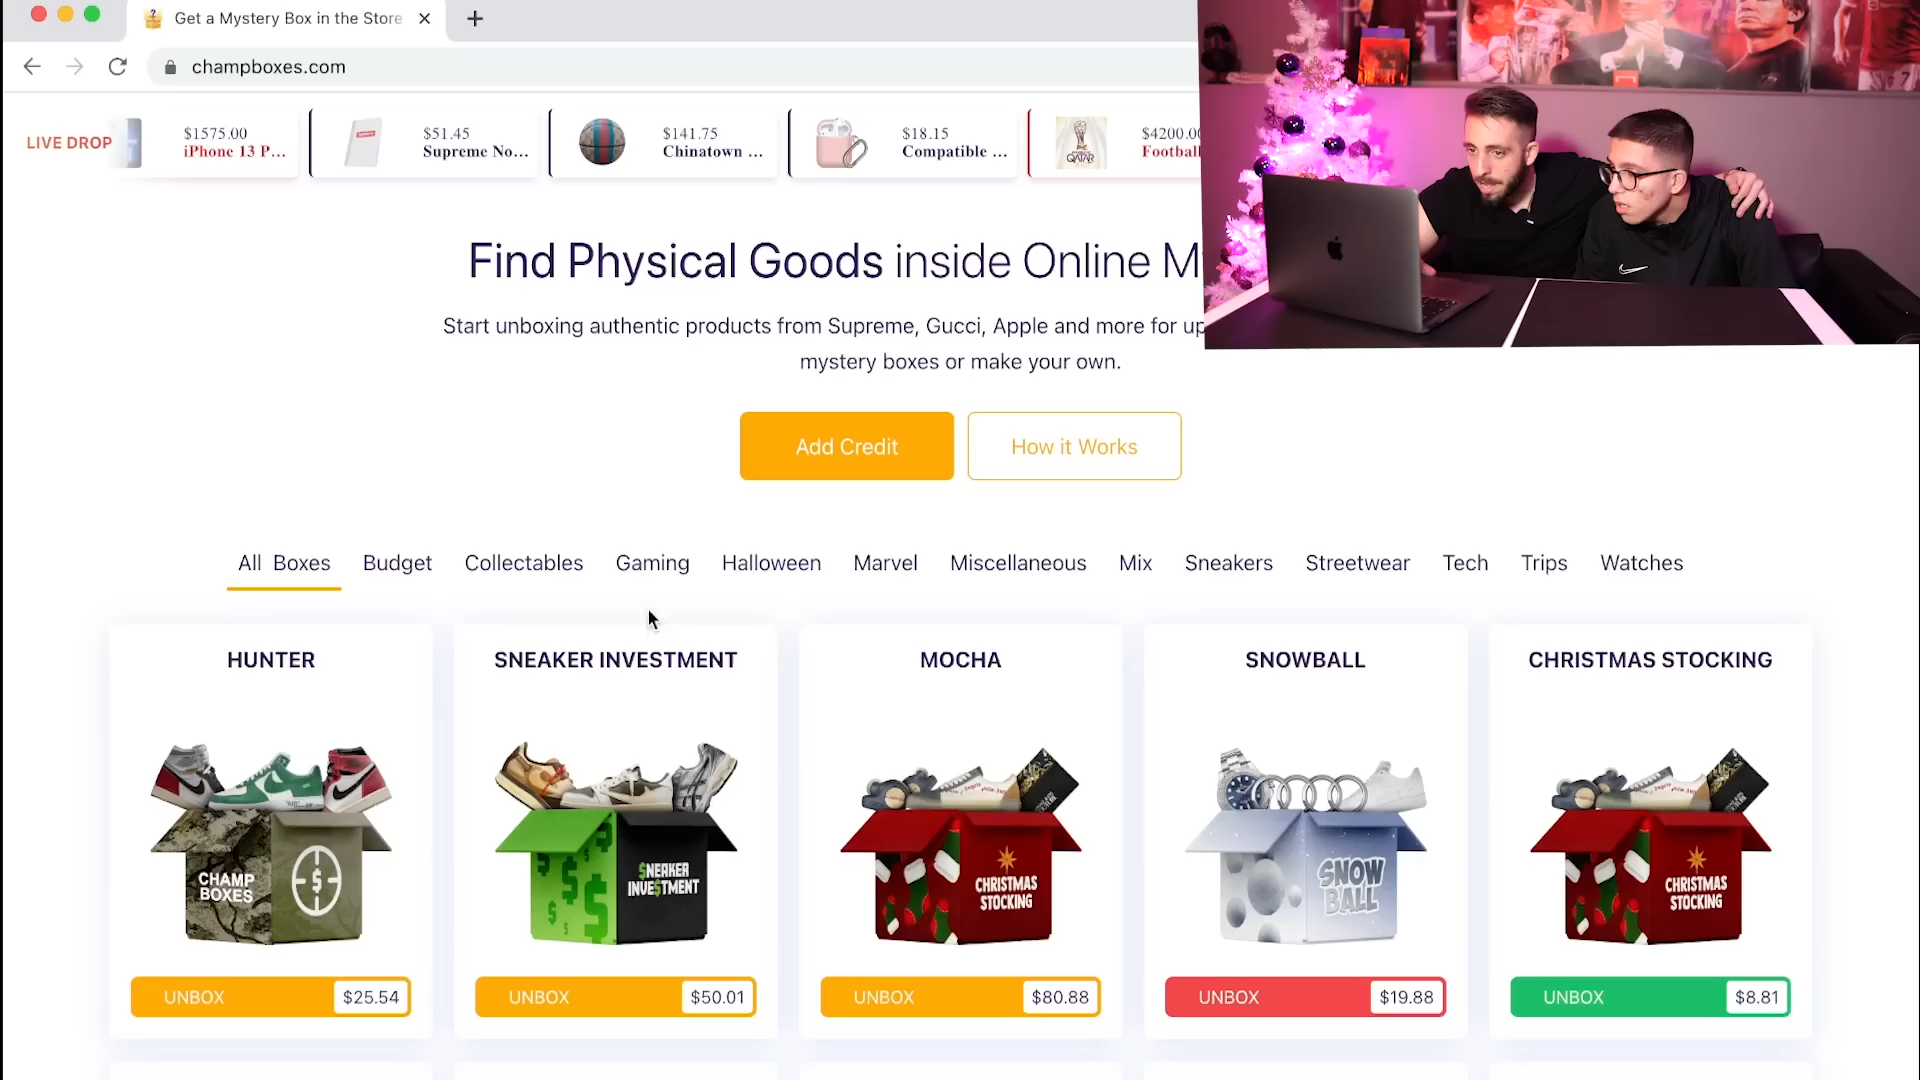 Get a Mystery Box in the Store
champboxes.com
LIVE DROP
$1575.00
iPhone 13 P...
$51.45
Supreme No...
$141.75
Chinatown ...
$18.15
Compatible ...
$4200.00
Football
Find Physical Goods inside Online M
Start unboxing authentic products from Supreme, Gucci, Apple and more for up
mystery boxes or make your own.
Add Credit
How it Works
All Boxes
Budget
Collectables
Gaming
Halloween
Marvel
Miscellaneous
Mix
Sneakers
Streetwear
Tech
Trips
Watches
HUNTER
SNEAKER INVESTMENT
MOCHA
SNOWBALL
CHRISTMAS STOCKING
CHAMP
BOXES
$NEAKER
INVE$TMENT
CHRISTMAS
STOCKING
SNOW
BALL
CHRISTMAS
STOCKING
UNBOX $25.54
UNBOX $50.01
UNBOX $80.88
UNBOX $19.88
UNBOX $8.81